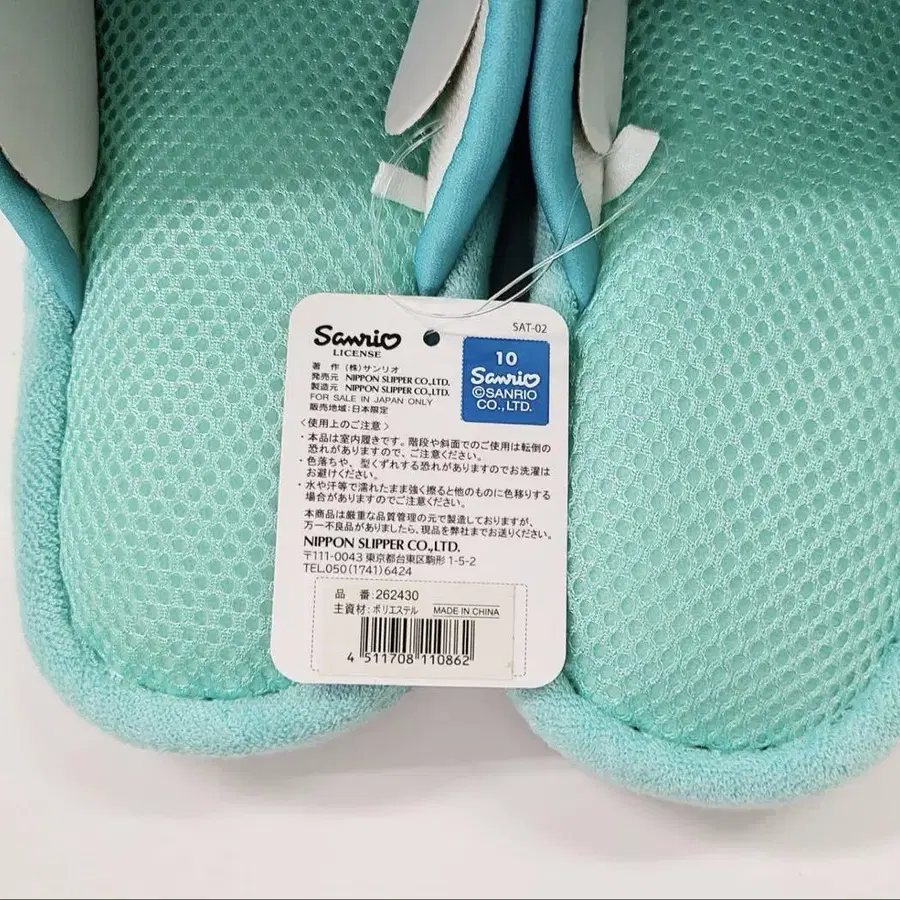 SAT-02
Sanrio
LICENSE
10
Sanrio
©SANRIO
CO., LTD.
著 作 (株)サンリオ
発売元 NIPPON SLIPPER CO.,LTD.
製造元 NIPPON SLIPPER CO.,LTD.
FOR SALE IN JAPAN ONLY
販売地域:日本限定
〈使用上のご注意〉
・本品は室内履きです。階段や斜面でのご使用は転倒の
恐れがありますので、ご注意ください。
・色落ちや、型くずれする恐れがありますのでお洗濯は
お避けください。
・水や汗等で濡れたまま強く擦ると他のものに色移りする
場合がありますのでご注意ください。
本商品は厳重な品質管理の元で製造しておりますが、
万一不良品がありましたら、現品を弊社までお送りください。
NIPPON SLIPPER CO.,LTD.
〒111-0043 東京都台東区駒形 1-5-2
TEL.050(1741)6424
品 番:262430
主資材:ポリエステル MADE IN CHINA
4 511708 110862